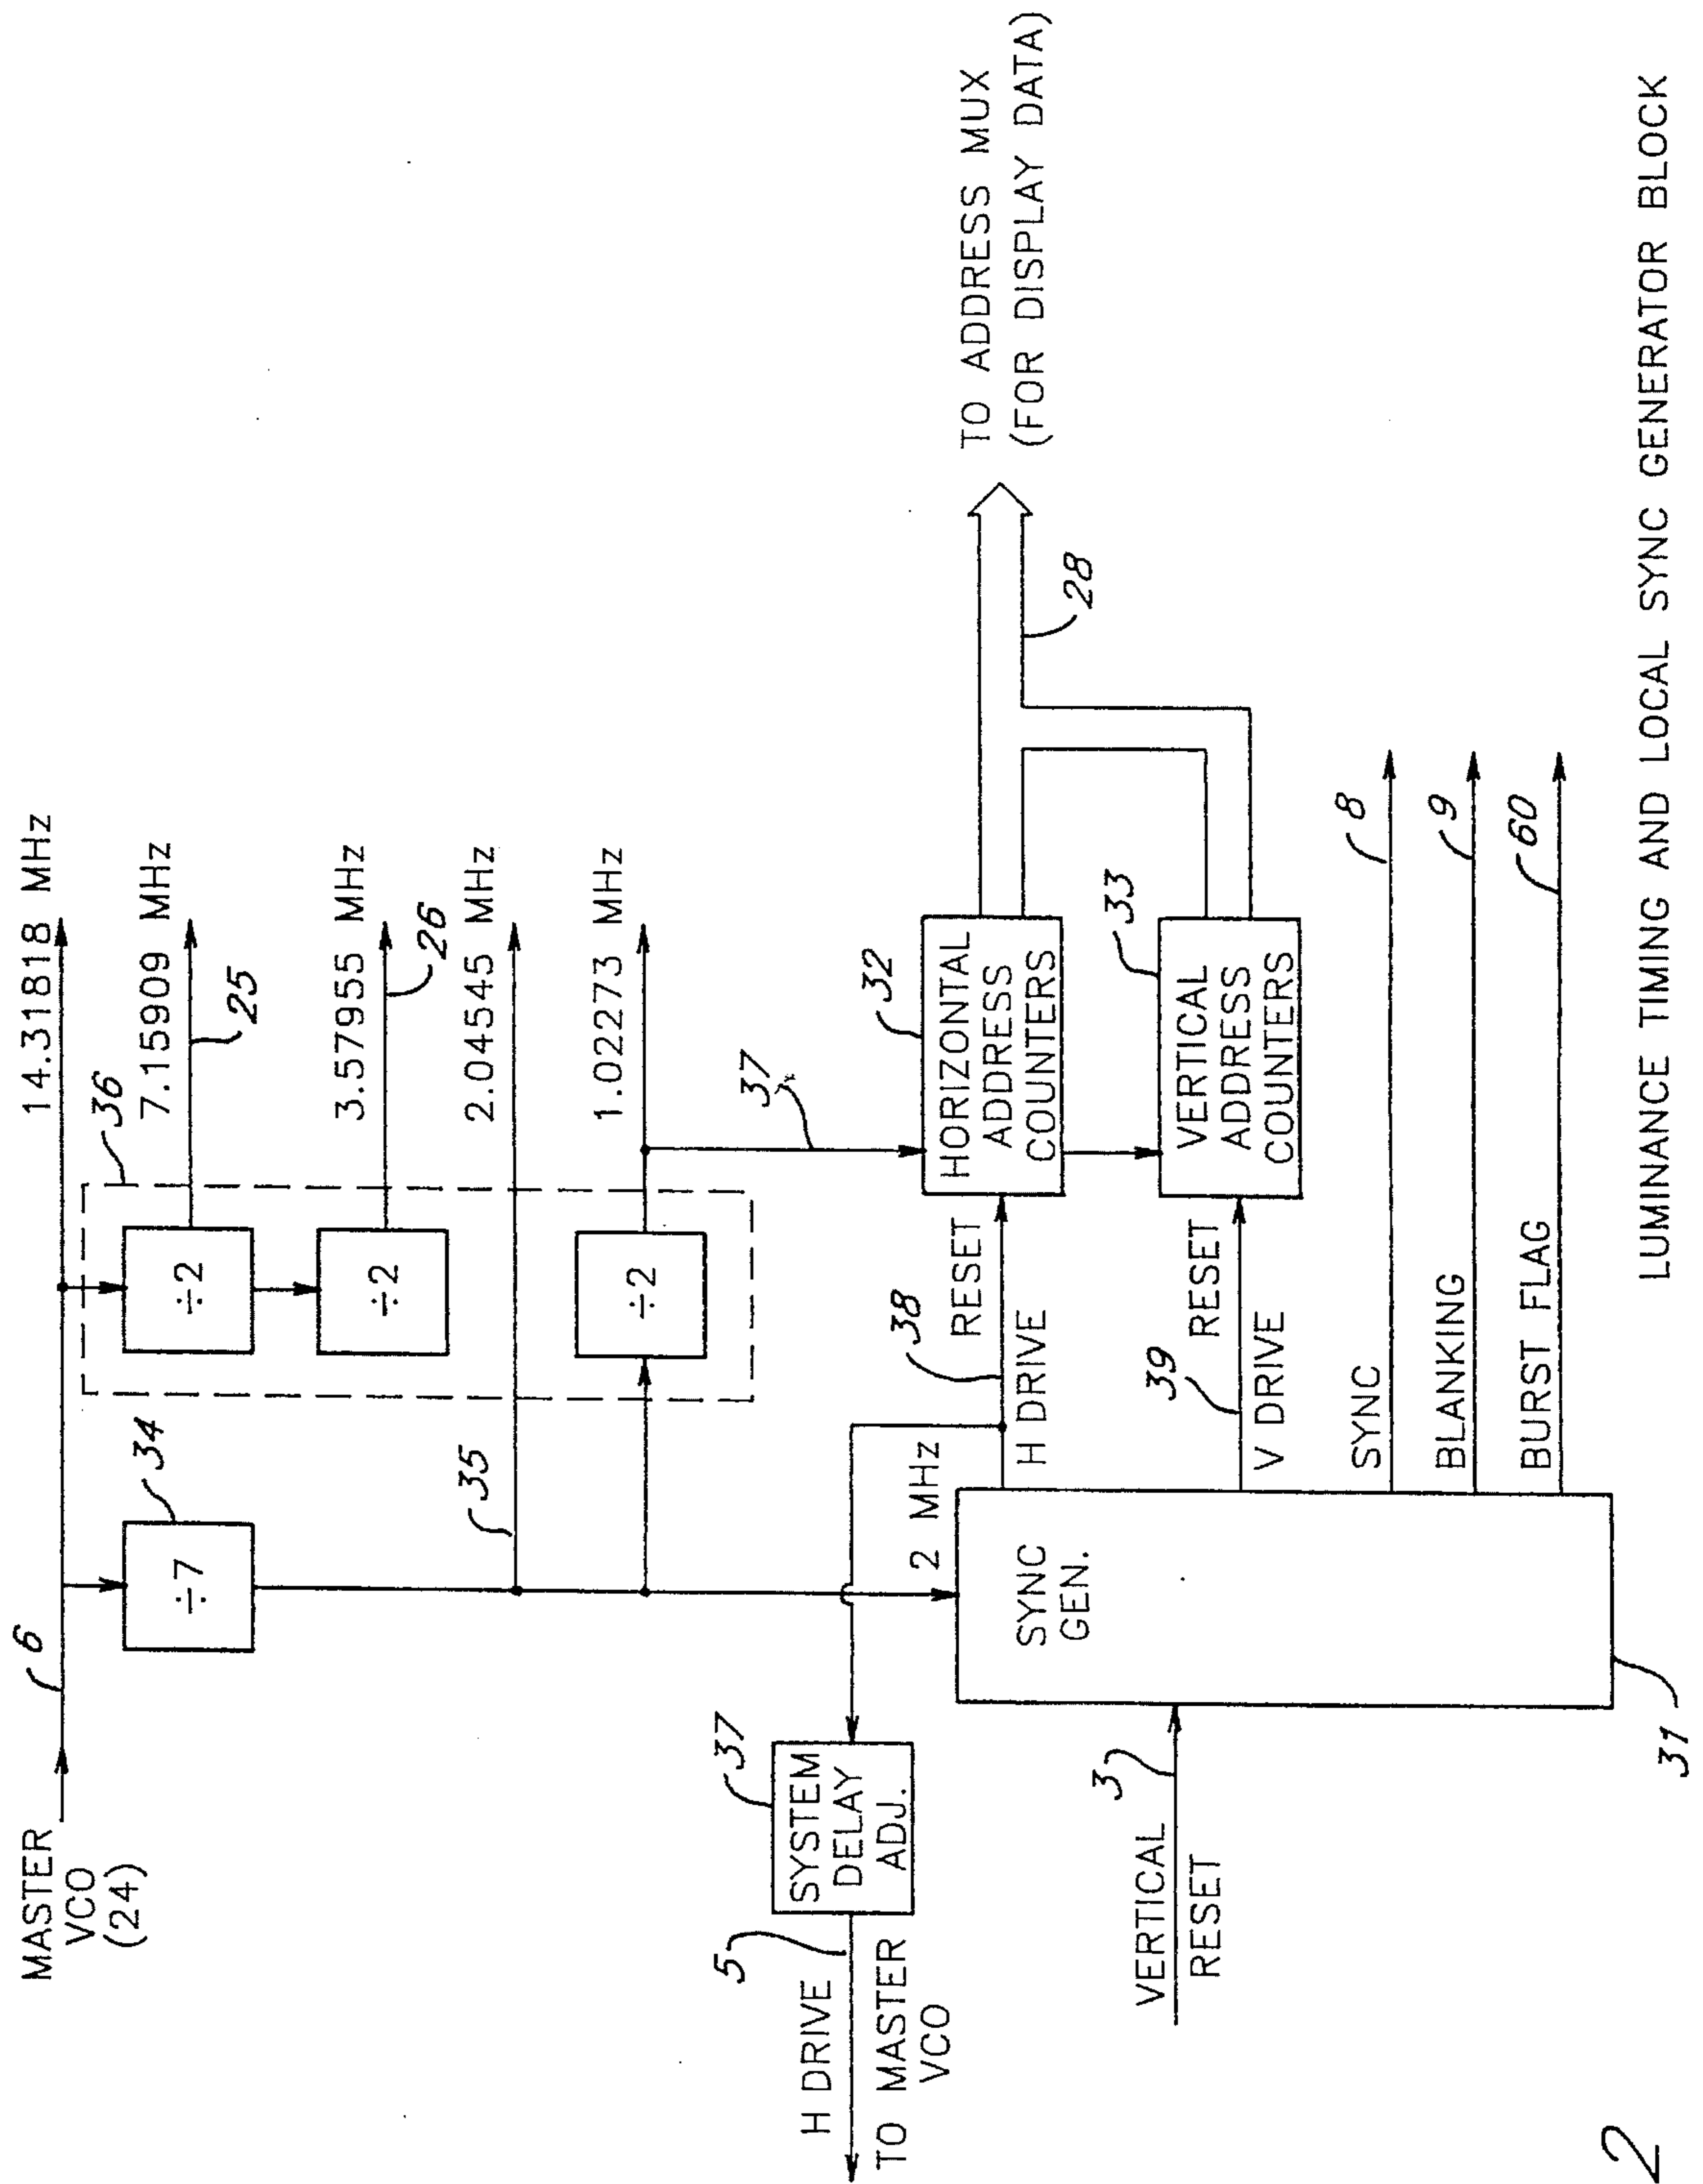 MASTER
VCO
(24)
6
14.31818 MHz
34
÷7
36
÷2
7.15909 MHz
25
÷2
3.57955 MHz
26
35
2.04545 MHz
÷2
1.02273 MHz
37
H DRIVE
5
TO MASTER
VCO
37
SYSTEM
DELAY
ADJ.
2 MHz
H DRIVE
38
RESET
32
HORIZONTAL
ADDRESS
COUNTERS
TO ADDRESS MUX
(FOR DISPLAY DATA)
28
VERTICAL
RESET
3
SYNC
GEN.
31
39
V DRIVE
RESET
33
VERTICAL
ADDRESS
COUNTERS
SYNC
8
BLANKING
9
BURST FLAG
60
2
LUMINANCE TIMING AND LOCAL SYNC GENERATOR BLOCK